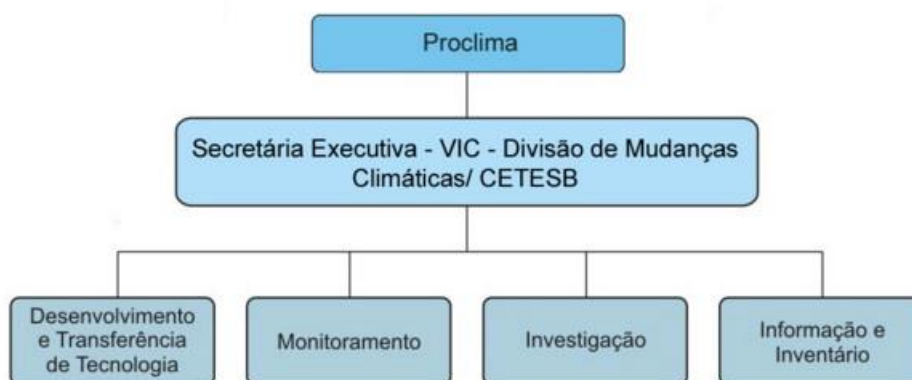 Proclima
Secretária Executiva - VIC - Divisão de Mudanças
Climáticas/ CETESB
Desenvolvimento
e Transferência
de Tecnologia
Monitoramento
Investigação
Informação e
Inventário